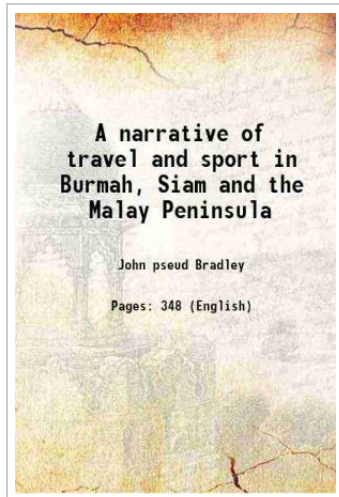 A narrative of
travel and sport in
Burmah, Siam and the
Malay Peninsula
John pseud Bradley
Pages: 348 (English)